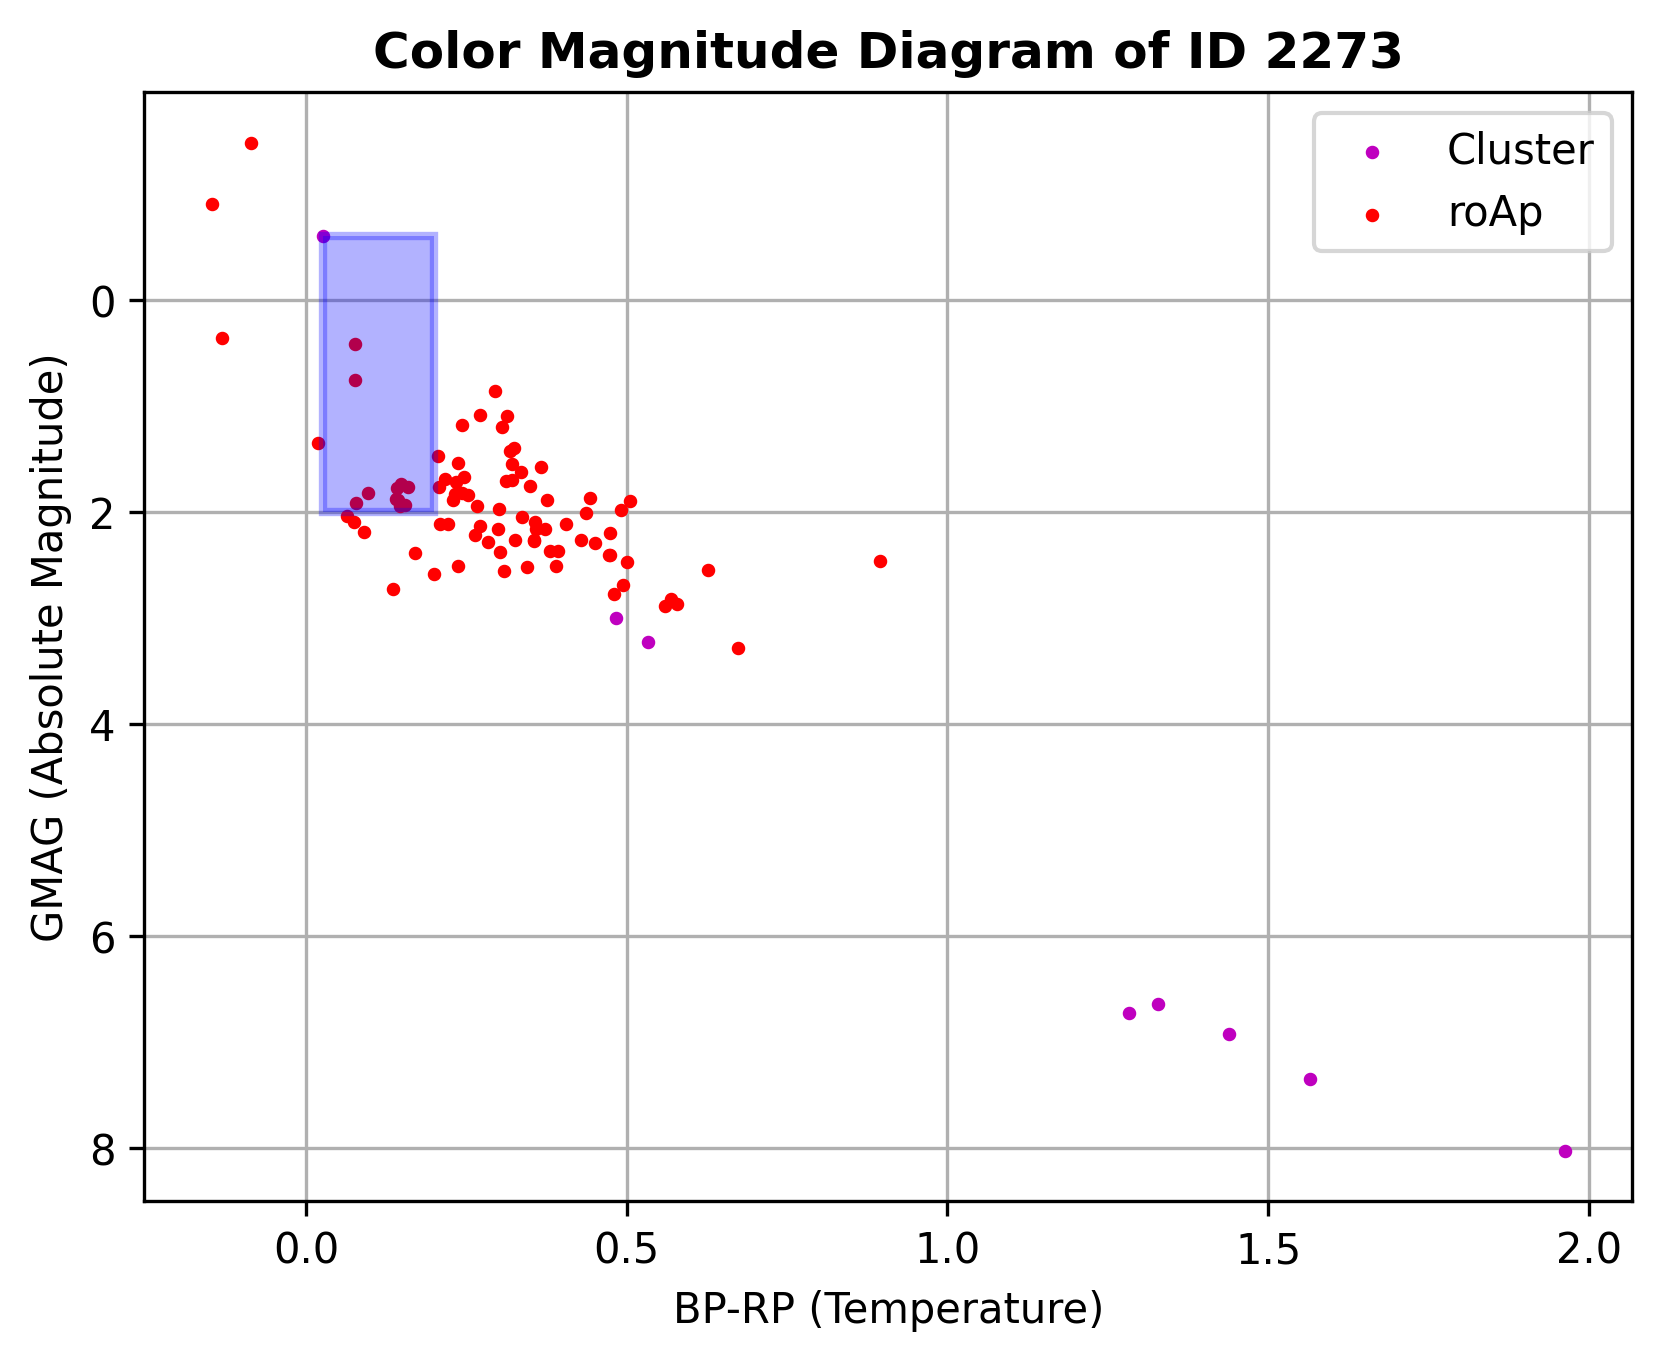 Color Magnitude Diagram of ID 2273
Cluster
roAp
GMAG (Absolute Magnitude)
0
2
4
6
8
0.0 0.5 1.0 1.5 2.0
BP-RP (Temperature)